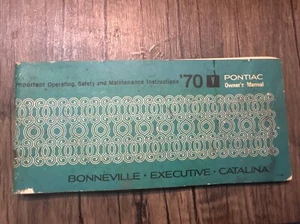 Important Operating, Safety and Maintenance Instructions '70 PONTIAC
Owner's Manual
BONNEVILLE • EXECUTIVE • CATALINA